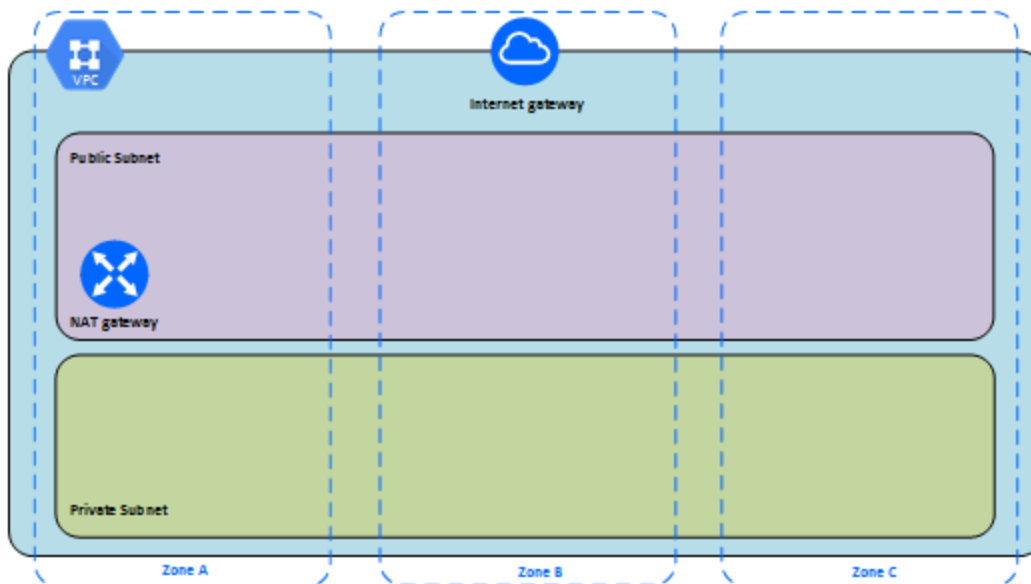 VPC
Internet gateway
Public Subnet
NAT gateway
Private Subnet
Zone A
Zone B
Zone C